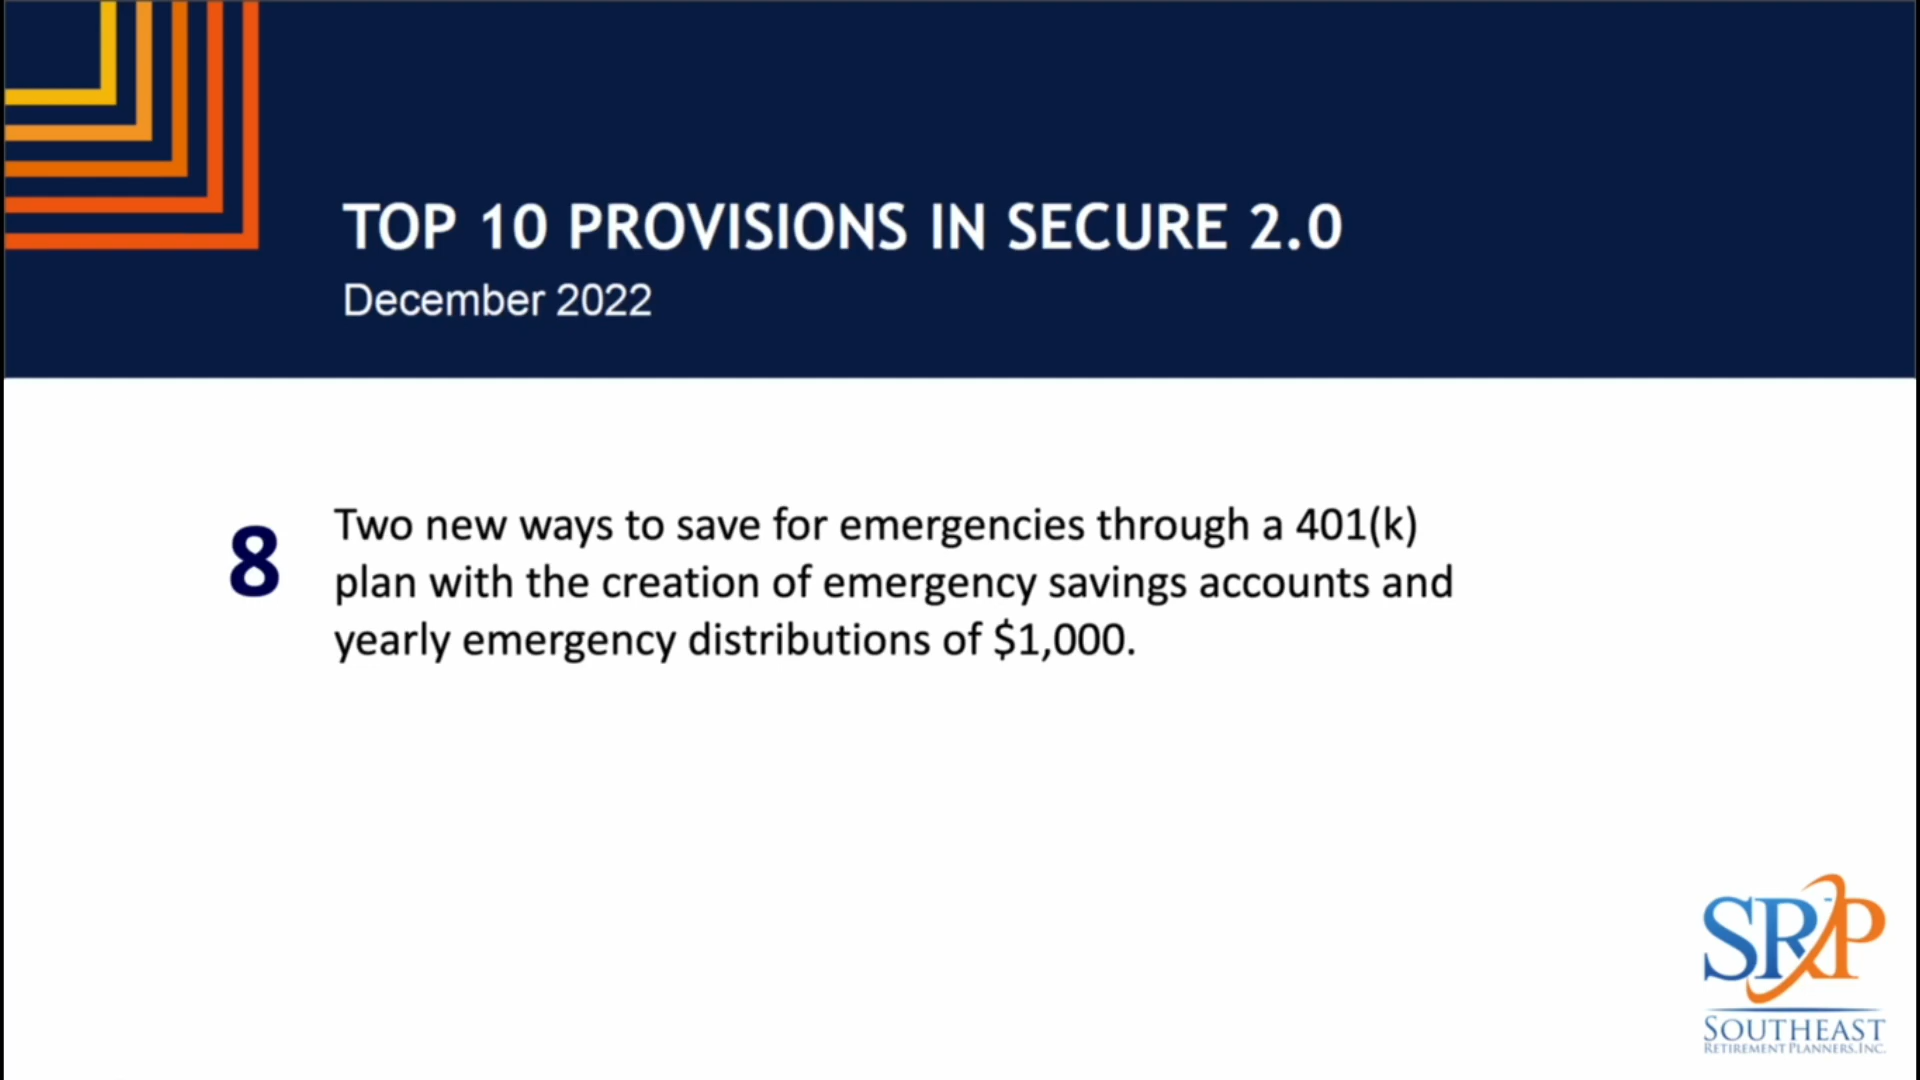 TOP 10 PROVISIONS IN SECURE 2.0
December 2022
8
Two new ways to save for emergencies through a 401(k)
plan with the creation of emergency savings accounts and
yearly emergency distributions of $1,000.
SRP
SOUTHEAST
RETIREMENT PLANNERS, INC.